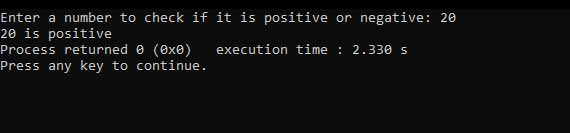 Enter a number to check if it is positive or negative: 20
20 is positive
Process returned 0 (0x0)   execution time : 2.330 s
Press any key to continue.